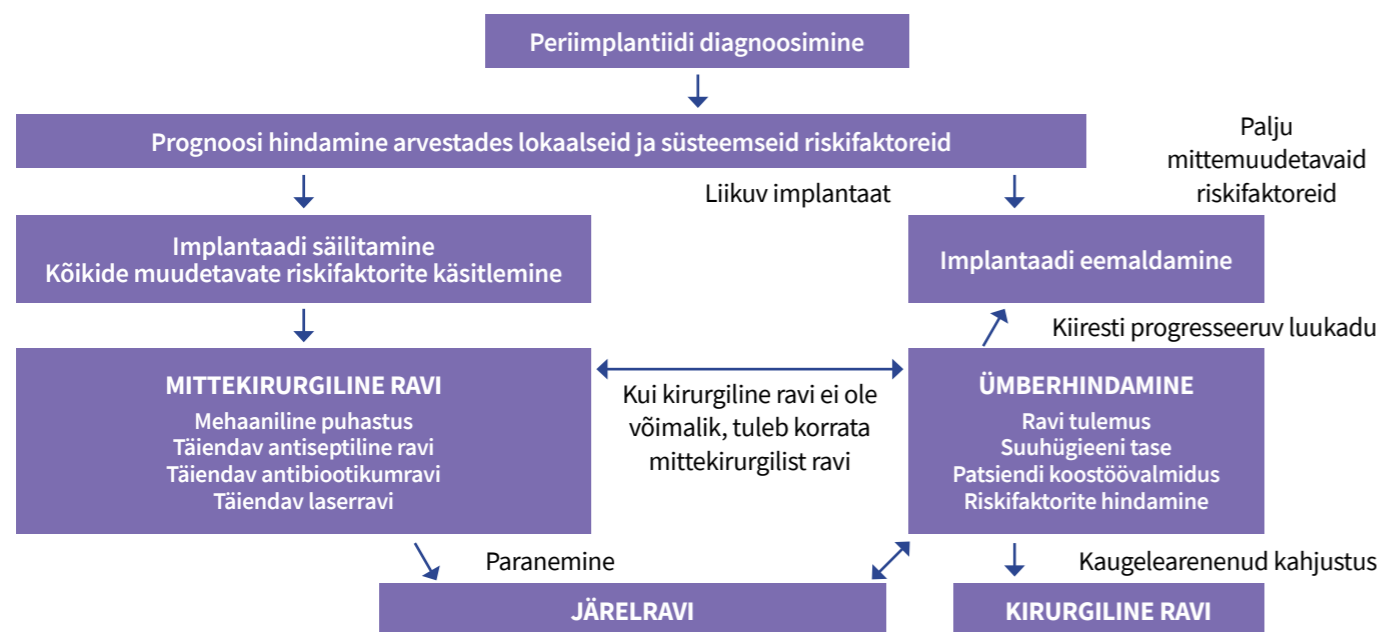 Periimplantiidi diagnoosimine
Prognoosi hindamine arvestades lokaalseid ja süsteemseid riskifaktoreid
Palju
mittemuudetavaid
riskifaktoreid
Liikuv implantaat
Implantaadi säilitamine
Kõikide muudetavate riskifaktorite käsitlemine
Implantaadi eemaldamine
Kiiresti progresseeruv luukadu
MITTEKIRURGILINE RAVI
Mehaaniline puhastus
Täiendav antiseptiline ravi
Täiendav antibiootikumravi
Täiendav laserravi
Kui kirurgiline ravi ei ole
võimalik, tuleb korrata
mittekirurgilist ravi
ÜMBERHINDAMINE
Ravi tulemus
Suuhügieeni tase
Patsiendi koostöövalmidus
Riskifaktorite hindamine
Paranemine
Kaugelearenenud kahjustus
JÄRELRAVI
KIRURGILINE RAVI